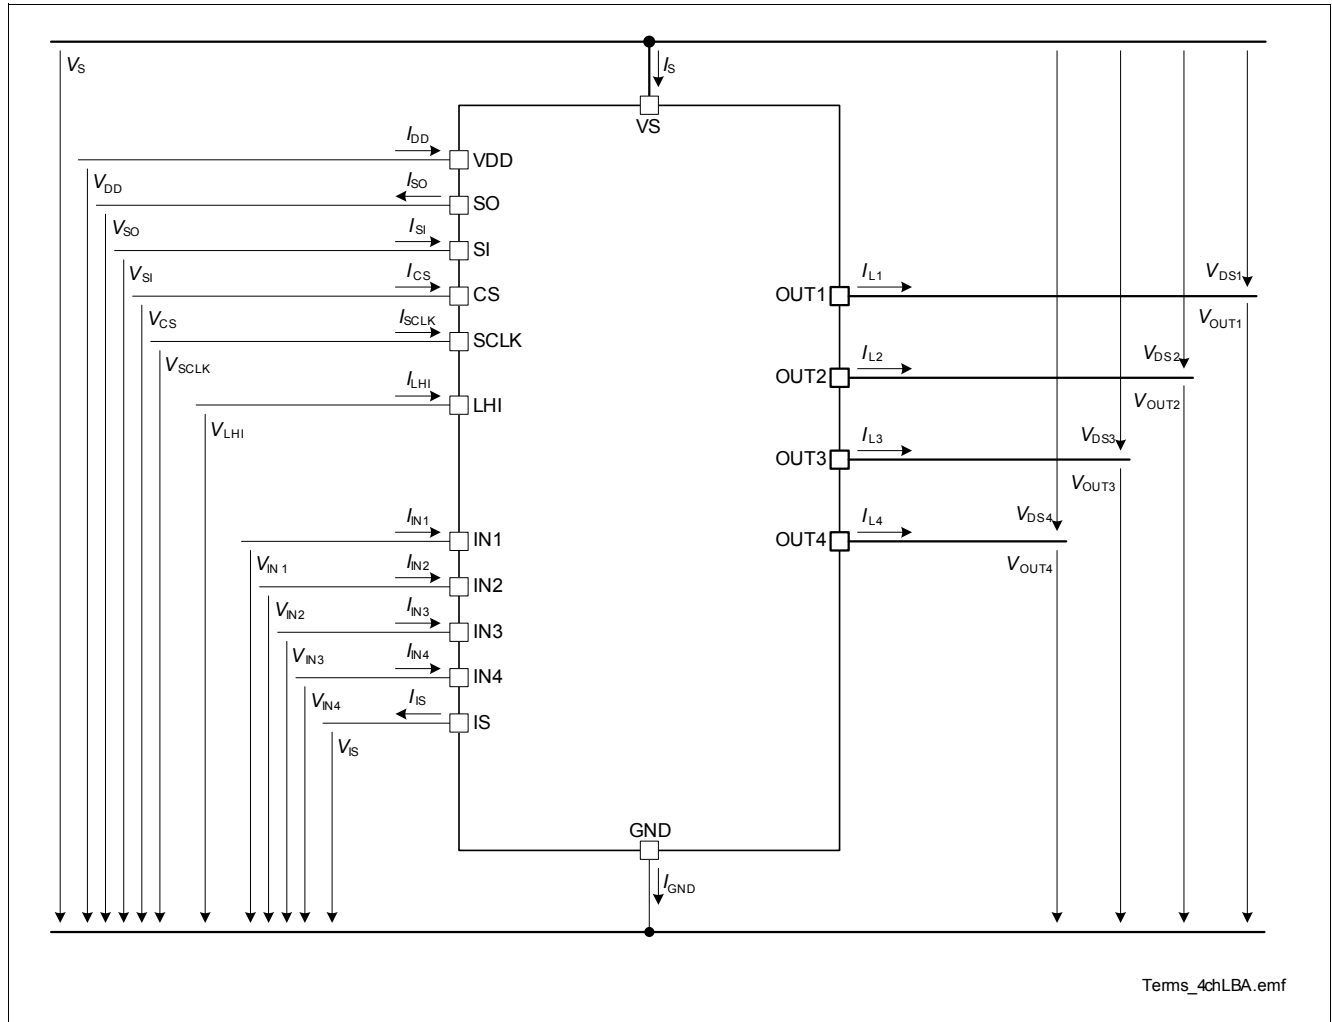 VS
IS
VS
IDD
VDD
VDD
ISO
SO
VSO
ISI
SI
VSI
ICS
CS
VCS
ISCLK
SCLK
VSCLK
ILHI
LHI
VLHI
IIN1
IN1
VIN 1
IIN2
IN2
VIN2
IIN3
IN3
VIN3
IIN4
IN4
VIN4
IIS
IS
VIS
OUT1
IL1
VDS1
VOUT1
OUT2
IL2
VDS2
VOUT2
OUT3
IL3
VDS3
VOUT3
OUT4
IL4
VDS4
VOUT4
GND
IGND
Terms_4chLBA.emf